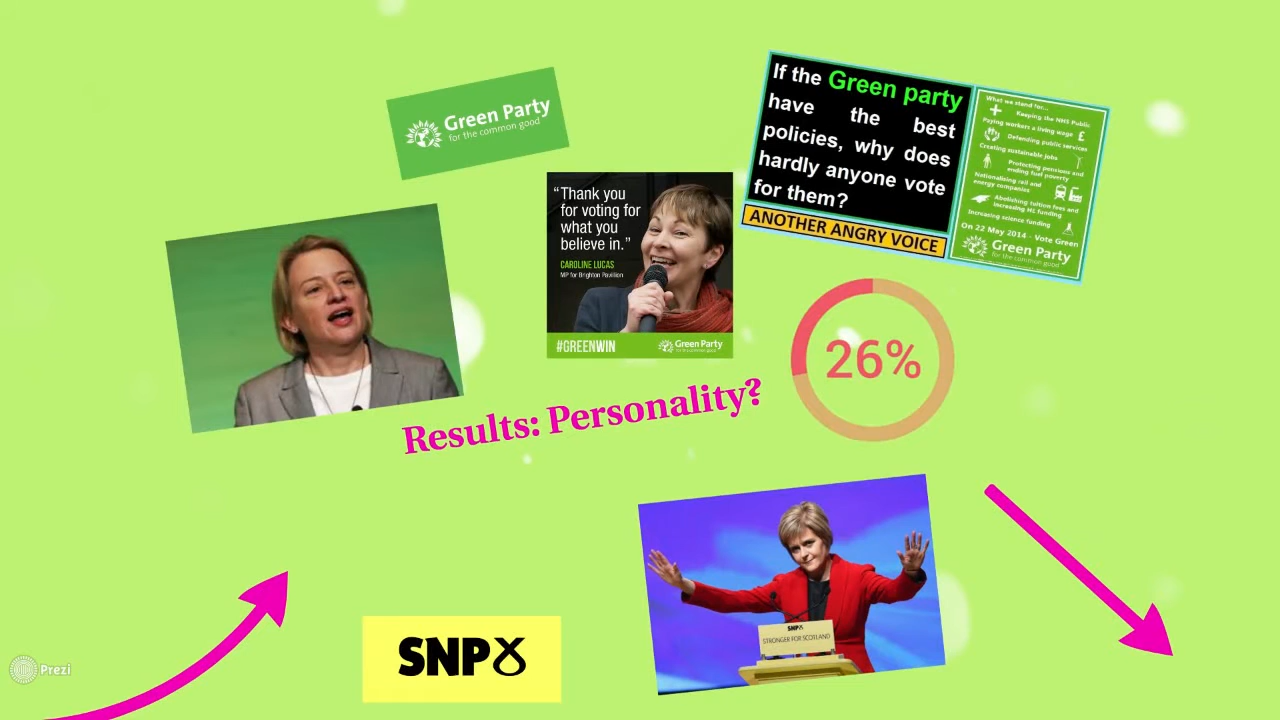 Green Party
for the common good
If the Green party
have the best
policies, why does
hardly anyone vote
for them?
ANOTHER ANGRY VOICE
What we stand for...
Keeping the NHS Public
Paying workers a living wage £
Defending public services
Creating sustainable jobs
Protecting pensions and
ending fuel poverty
Nationalising rail and
energy companies
Abolishing tuition fees and
increasing HE funding
Increasing science funding
On 22 May 2014 - Vote Green
Green Party
for the common good
“Thank you
for voting for
what you
believe in.”
CAROLINE LUCAS
MP for Brighton Pavilion
#GREENWIN
Green Party
for the common good
26%
Results: Personality?
SNP
STRONGER FOR SCOTLAND
SNP
Prezi